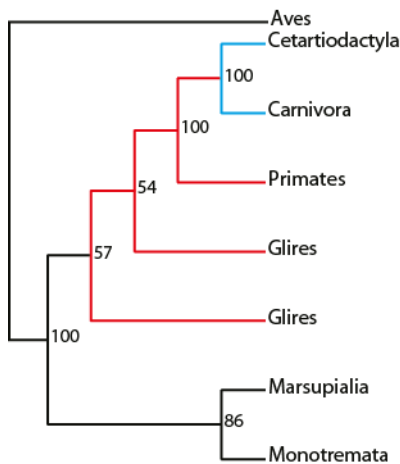 Aves
Cetartiodactyla
100
Carnivora
100
Primates
54
Glires
57
Glires
100
Marsupialia
86
Monotremata